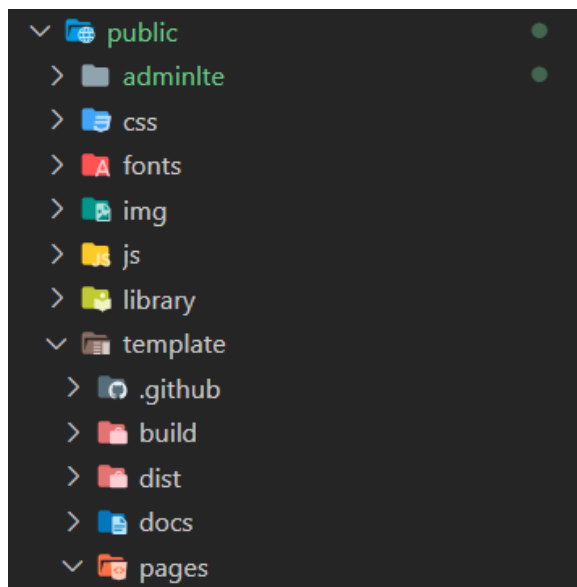 public
adminlte
css
fonts
img
js
library
template
.github
build
dist
docs
pages